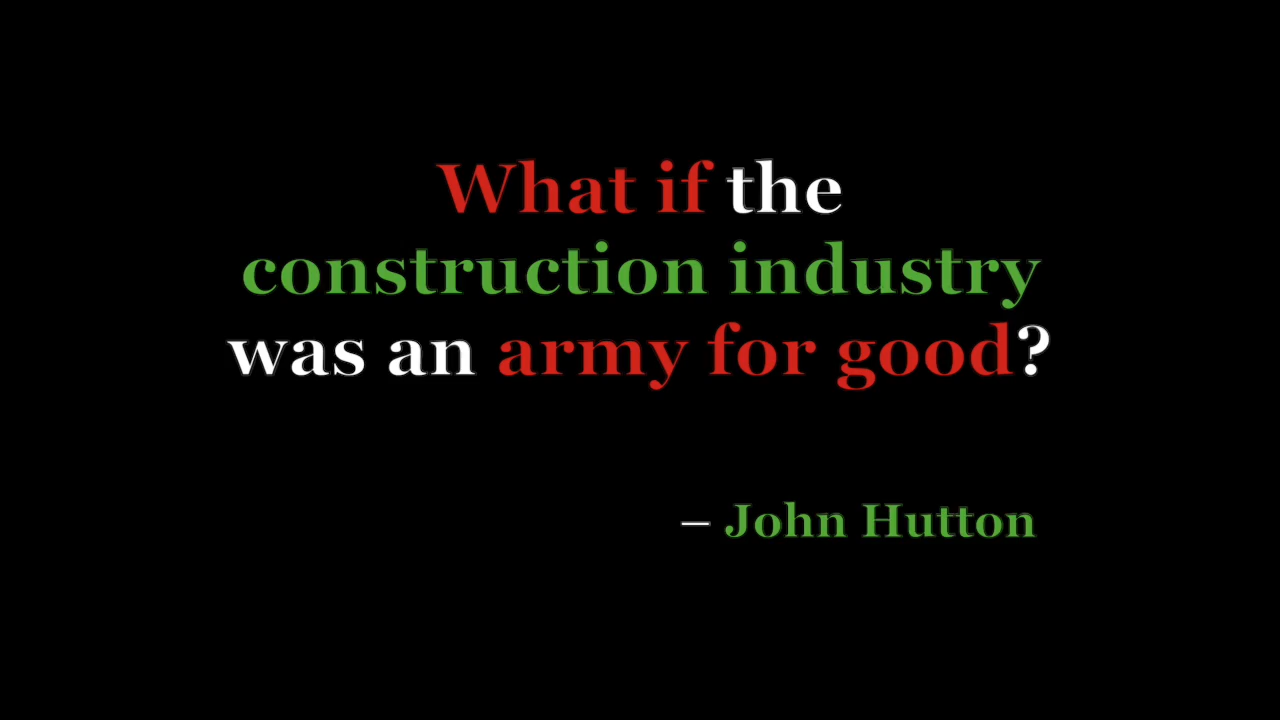 What if the
construction industry
was an army for good?
– John Hutton